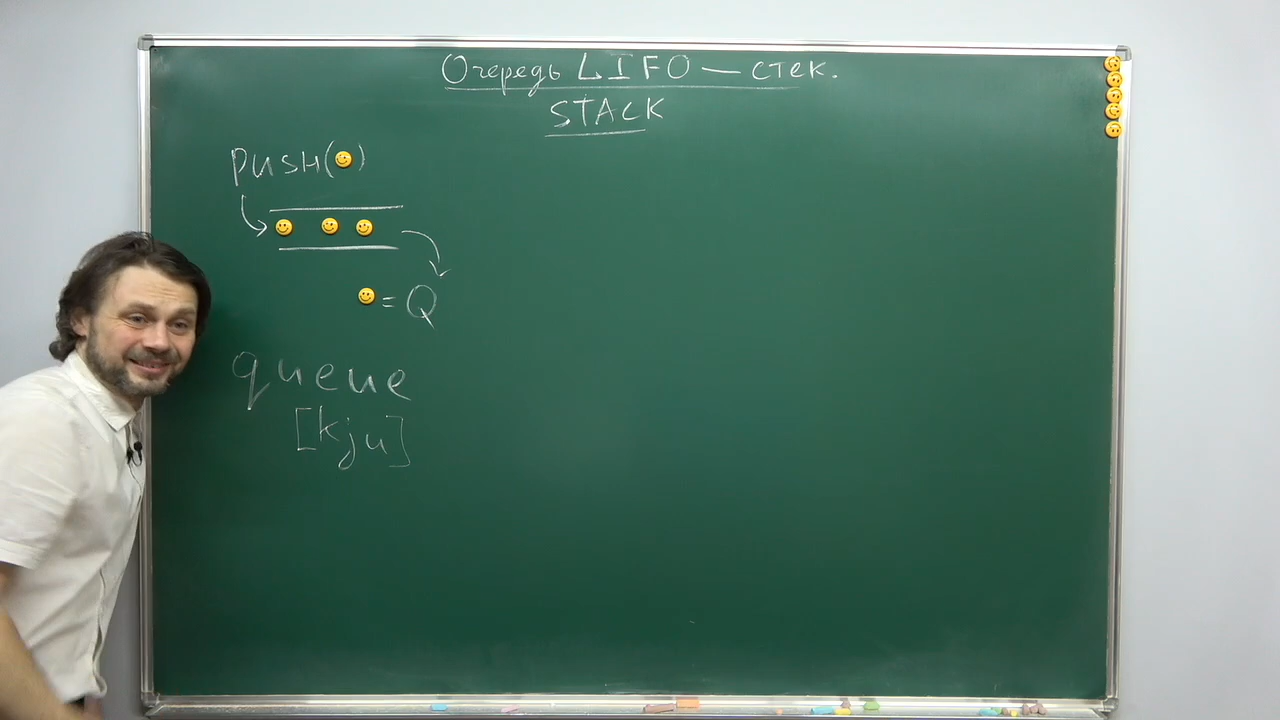 Очередь LIFO — стек.
STACK
PUSH(🙂)
🙂 = Q
queue
[kju]